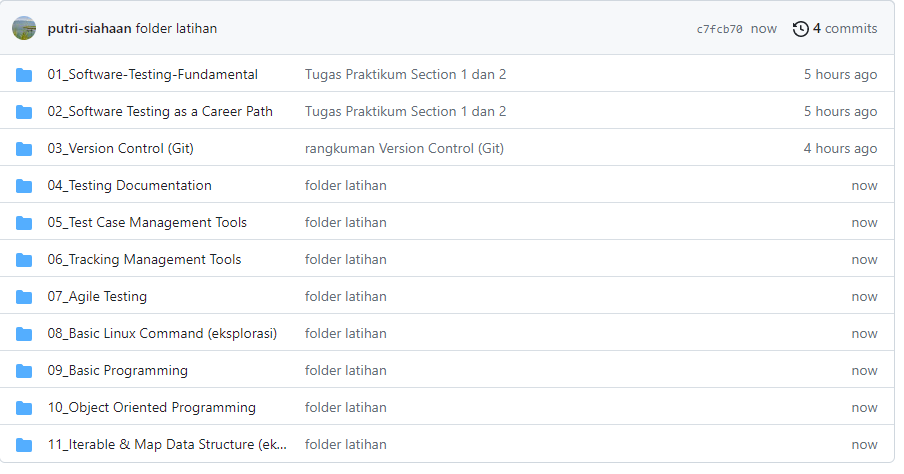 putri-siahaan folder latihan c7fcb70 now 4 commits
01_Software-Testing-Fundamental Tugas Praktikum Section 1 dan 2 5 hours ago
02_Software Testing as a Career Path Tugas Praktikum Section 1 dan 2 5 hours ago
03_Version Control (Git) rangkuman Version Control (Git) 4 hours ago
04_Testing Documentation folder latihan now
05_Test Case Management Tools folder latihan now
06_Tracking Management Tools folder latihan now
07_Agile Testing folder latihan now
08_Basic Linux Command (eksplorasi) folder latihan now
09_Basic Programming folder latihan now
10_Object Oriented Programming folder latihan now
11_Iterable & Map Data Structure (ek... folder latihan now